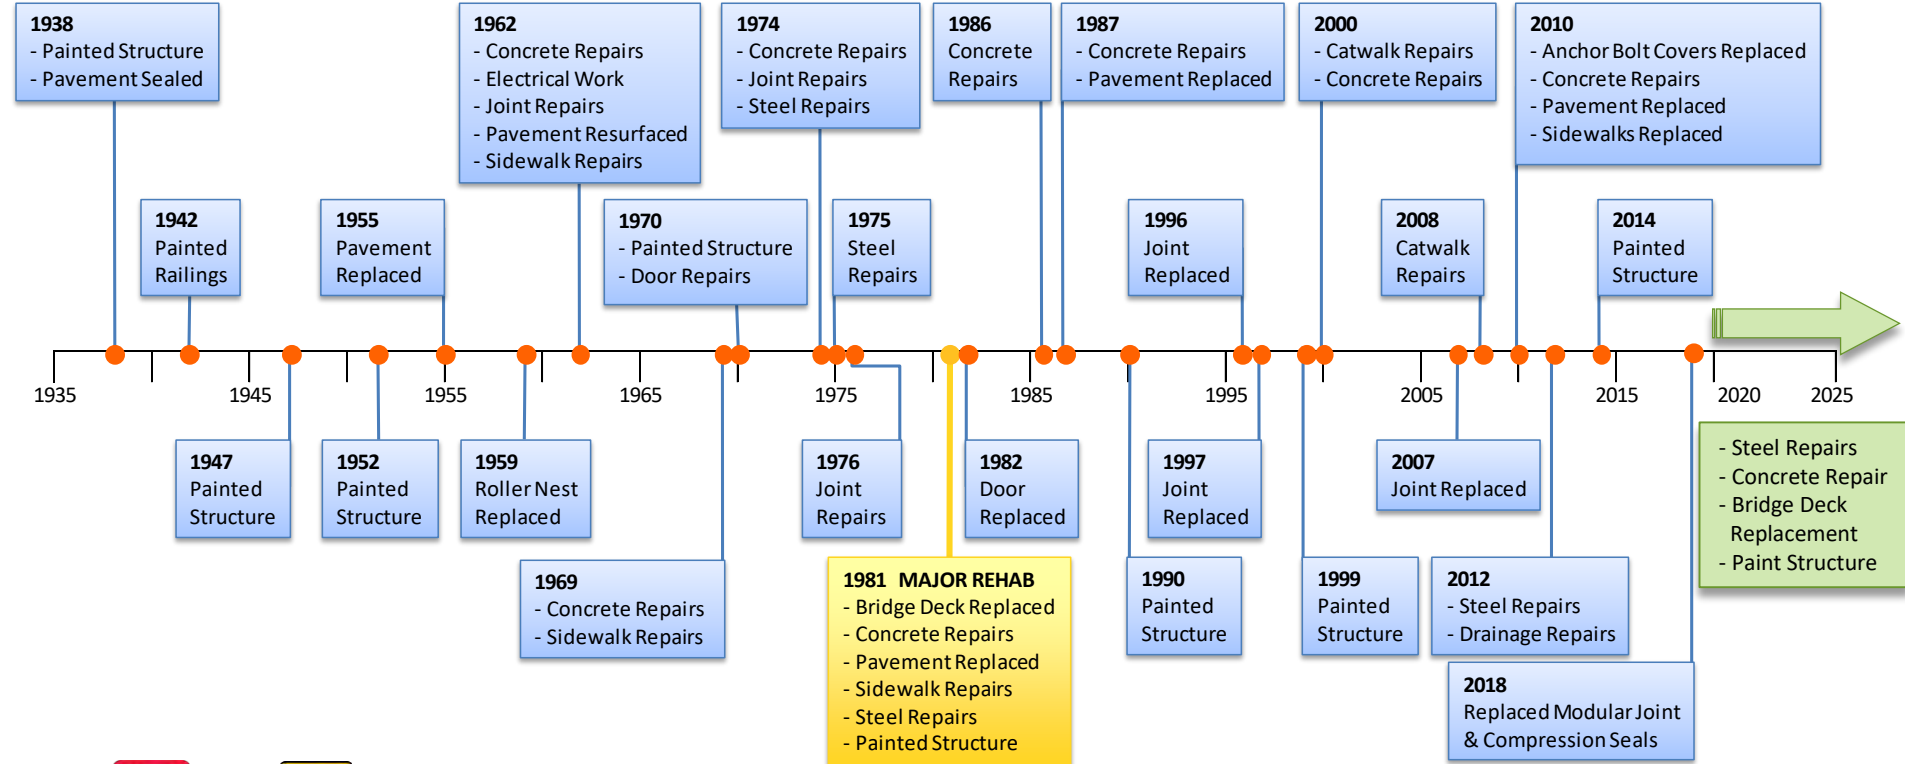 1938
- Painted Structure
- Pavement Sealed
1962
- Concrete Repairs
- Electrical Work
- Joint Repairs
- Pavement Resurfaced
- Sidewalk Repairs
1974
- Concrete Repairs
- Joint Repairs
- Steel Repairs
1986
Concrete
Repairs
1987
- Concrete Repairs
- Pavement Replaced
2000
- Catwalk Repairs
- Concrete Repairs
2010
- Anchor Bolt Covers Replaced
- Concrete Repairs
- Pavement Replaced
- Sidewalks Replaced
1942
Painted
Railings
1955
Pavement
Replaced
1970
- Painted Structure
- Door Repairs
1975
Steel
Repairs
1996
Joint
Replaced
2008
Catwalk
Repairs
2014
Painted
Structure
1935
1945
1955
1965
1975
1985
1995
2005
2015
2020
2025
1947
Painted
Structure
1952
Painted
Structure
1959
Roller Nest
Replaced
1976
Joint
Repairs
1982
Door
Replaced
1997
Joint
Replaced
2007
Joint Replaced
- Steel Repairs
- Concrete Repair
- Bridge Deck
Replacement
- Paint Structure
1969
- Concrete Repairs
- Sidewalk Repairs
1981 MAJOR REHAB
- Bridge Deck Replaced
- Concrete Repairs
- Pavement Replaced
- Sidewalk Repairs
- Steel Repairs
- Painted Structure
1990
Painted
Structure
1999
Painted
Structure
2012
- Steel Repairs
- Drainage Repairs
2018
Replaced Modular Joint
& Compression Seals